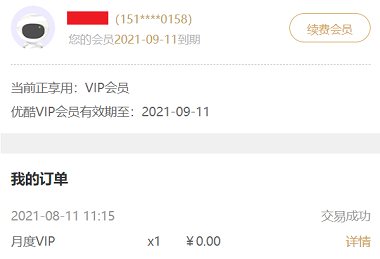 (151****0158)
续费会员
您的会员2021-09-11到期
当前正享用：VIP会员
优酷VIP会员有效期至：2021-09-11
我的订单
2021-08-11 11:15 交易成功
月度VIP x1 ￥0.00 详情